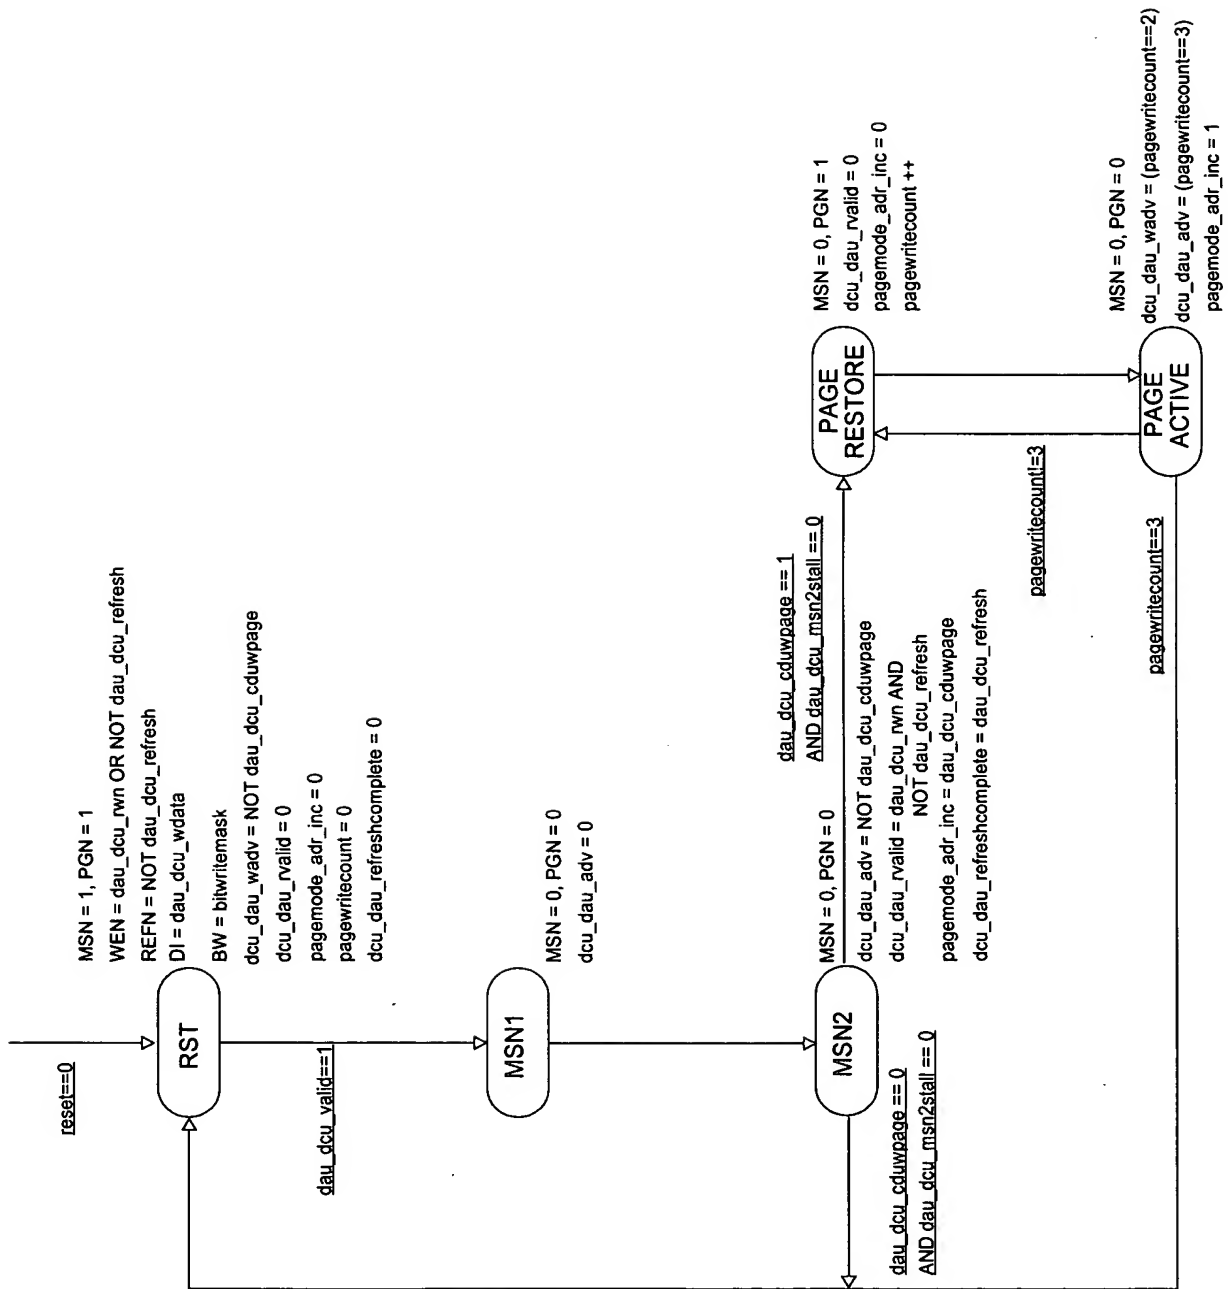 reset==0
RST
MSN = 1, PGN = 1
WEN = dau_dcu_rwn OR NOT dau_dcu_refresh
REFN = NOT dau_dcu_refresh
DI = dau_dcu_wdata
BW = bitwritemask
dcu_dau_wadv = NOT dau_dcu_cduwpage
dcu_dau_rvalid = 0
pagemode_adr_inc = 0
pagewritecount = 0
dcu_dau_refreshcomplete = 0
dau_dcu_valid==1
MSN1
MSN = 0, PGN = 0
dcu_dau_adv = 0
MSN2
MSN = 0, PGN = 0
dcu_dau_adv = NOT dau_dcu_cduwpage
dcu_dau_rvalid = dau_dcu_rwn AND
NOT dau_dcu_refresh
pagemode_adr_inc = dau_dcu_cduwpage
dcu_dau_refreshcomplete = dau_dcu_refresh
dau_dcu_cduwpage == 0
AND dau_dcu_msn2stall == 0
dau_dcu_cduwpage == 1
AND dau_dcu_msn2stall == 0
PAGE
RESTORE
MSN = 0, PGN = 1
dcu_dau_rvalid = 0
pagemode_adr_inc = 0
pagewritecount ++
pagewritecount!=3
PAGE
ACTIVE
MSN = 0, PGN = 0
dcu_dau_wadv = (pagewritecount==2)
dcu_dau_adv = (pagewritecount==3)
pagemode_adr_inc = 1
pagewritecount==3